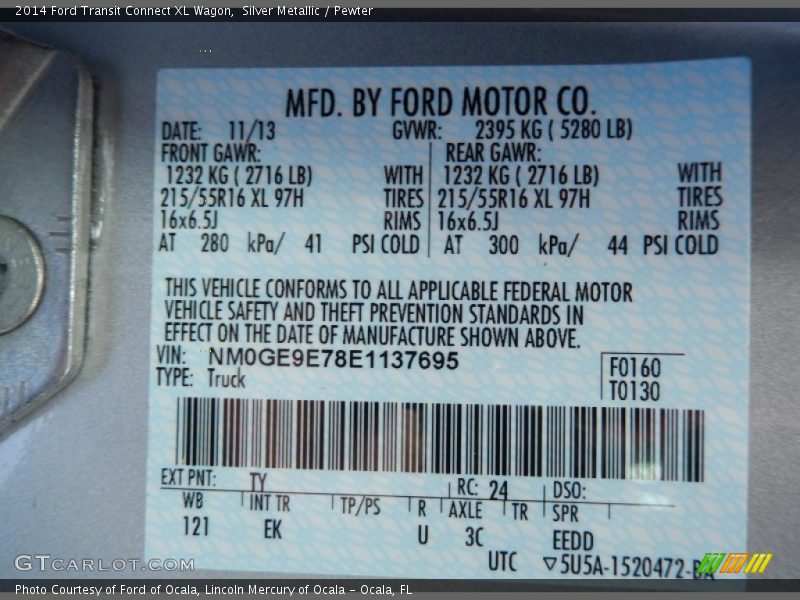 2014 Ford Transit Connect XL Wagon,  Silver Metallic / Pewter
MFD. BY FORD MOTOR CO.
DATE: 11/13 GVWR: 2395 KG ( 5280 LB)
FRONT GAWR: REAR GAWR:
1232 KG ( 2716 LB) WITH 1232 KG ( 2716 LB) WITH
215/55R16 XL 97H TIRES 215/55R16 XL 97H TIRES
16x6.5J RIMS 16x6.5J RIMS
AT 280 kPa/ 41 PSI COLD AT 300 kPa/ 44 PSI COLD
THIS VEHICLE CONFORMS TO ALL APPLICABLE FEDERAL MOTOR
VEHICLE SAFETY AND THEFT PREVENTION STANDARDS IN
EFFECT ON THE DATE OF MANUFACTURE SHOWN ABOVE.
VIN: NM0GE9E78E1137695
F0160
TYPE: Truck
T0130
EXT PNT: TY RC: 24 DSO:
WB INT TR TP/PS R AXLE TR SPR
121 EK U 3C EEDD
UTC ▽5U5A-1520472-BA
GTCARLOT.COM
Photo Courtesy of Ford of Ocala, Lincoln Mercury of Ocala - Ocala, FL